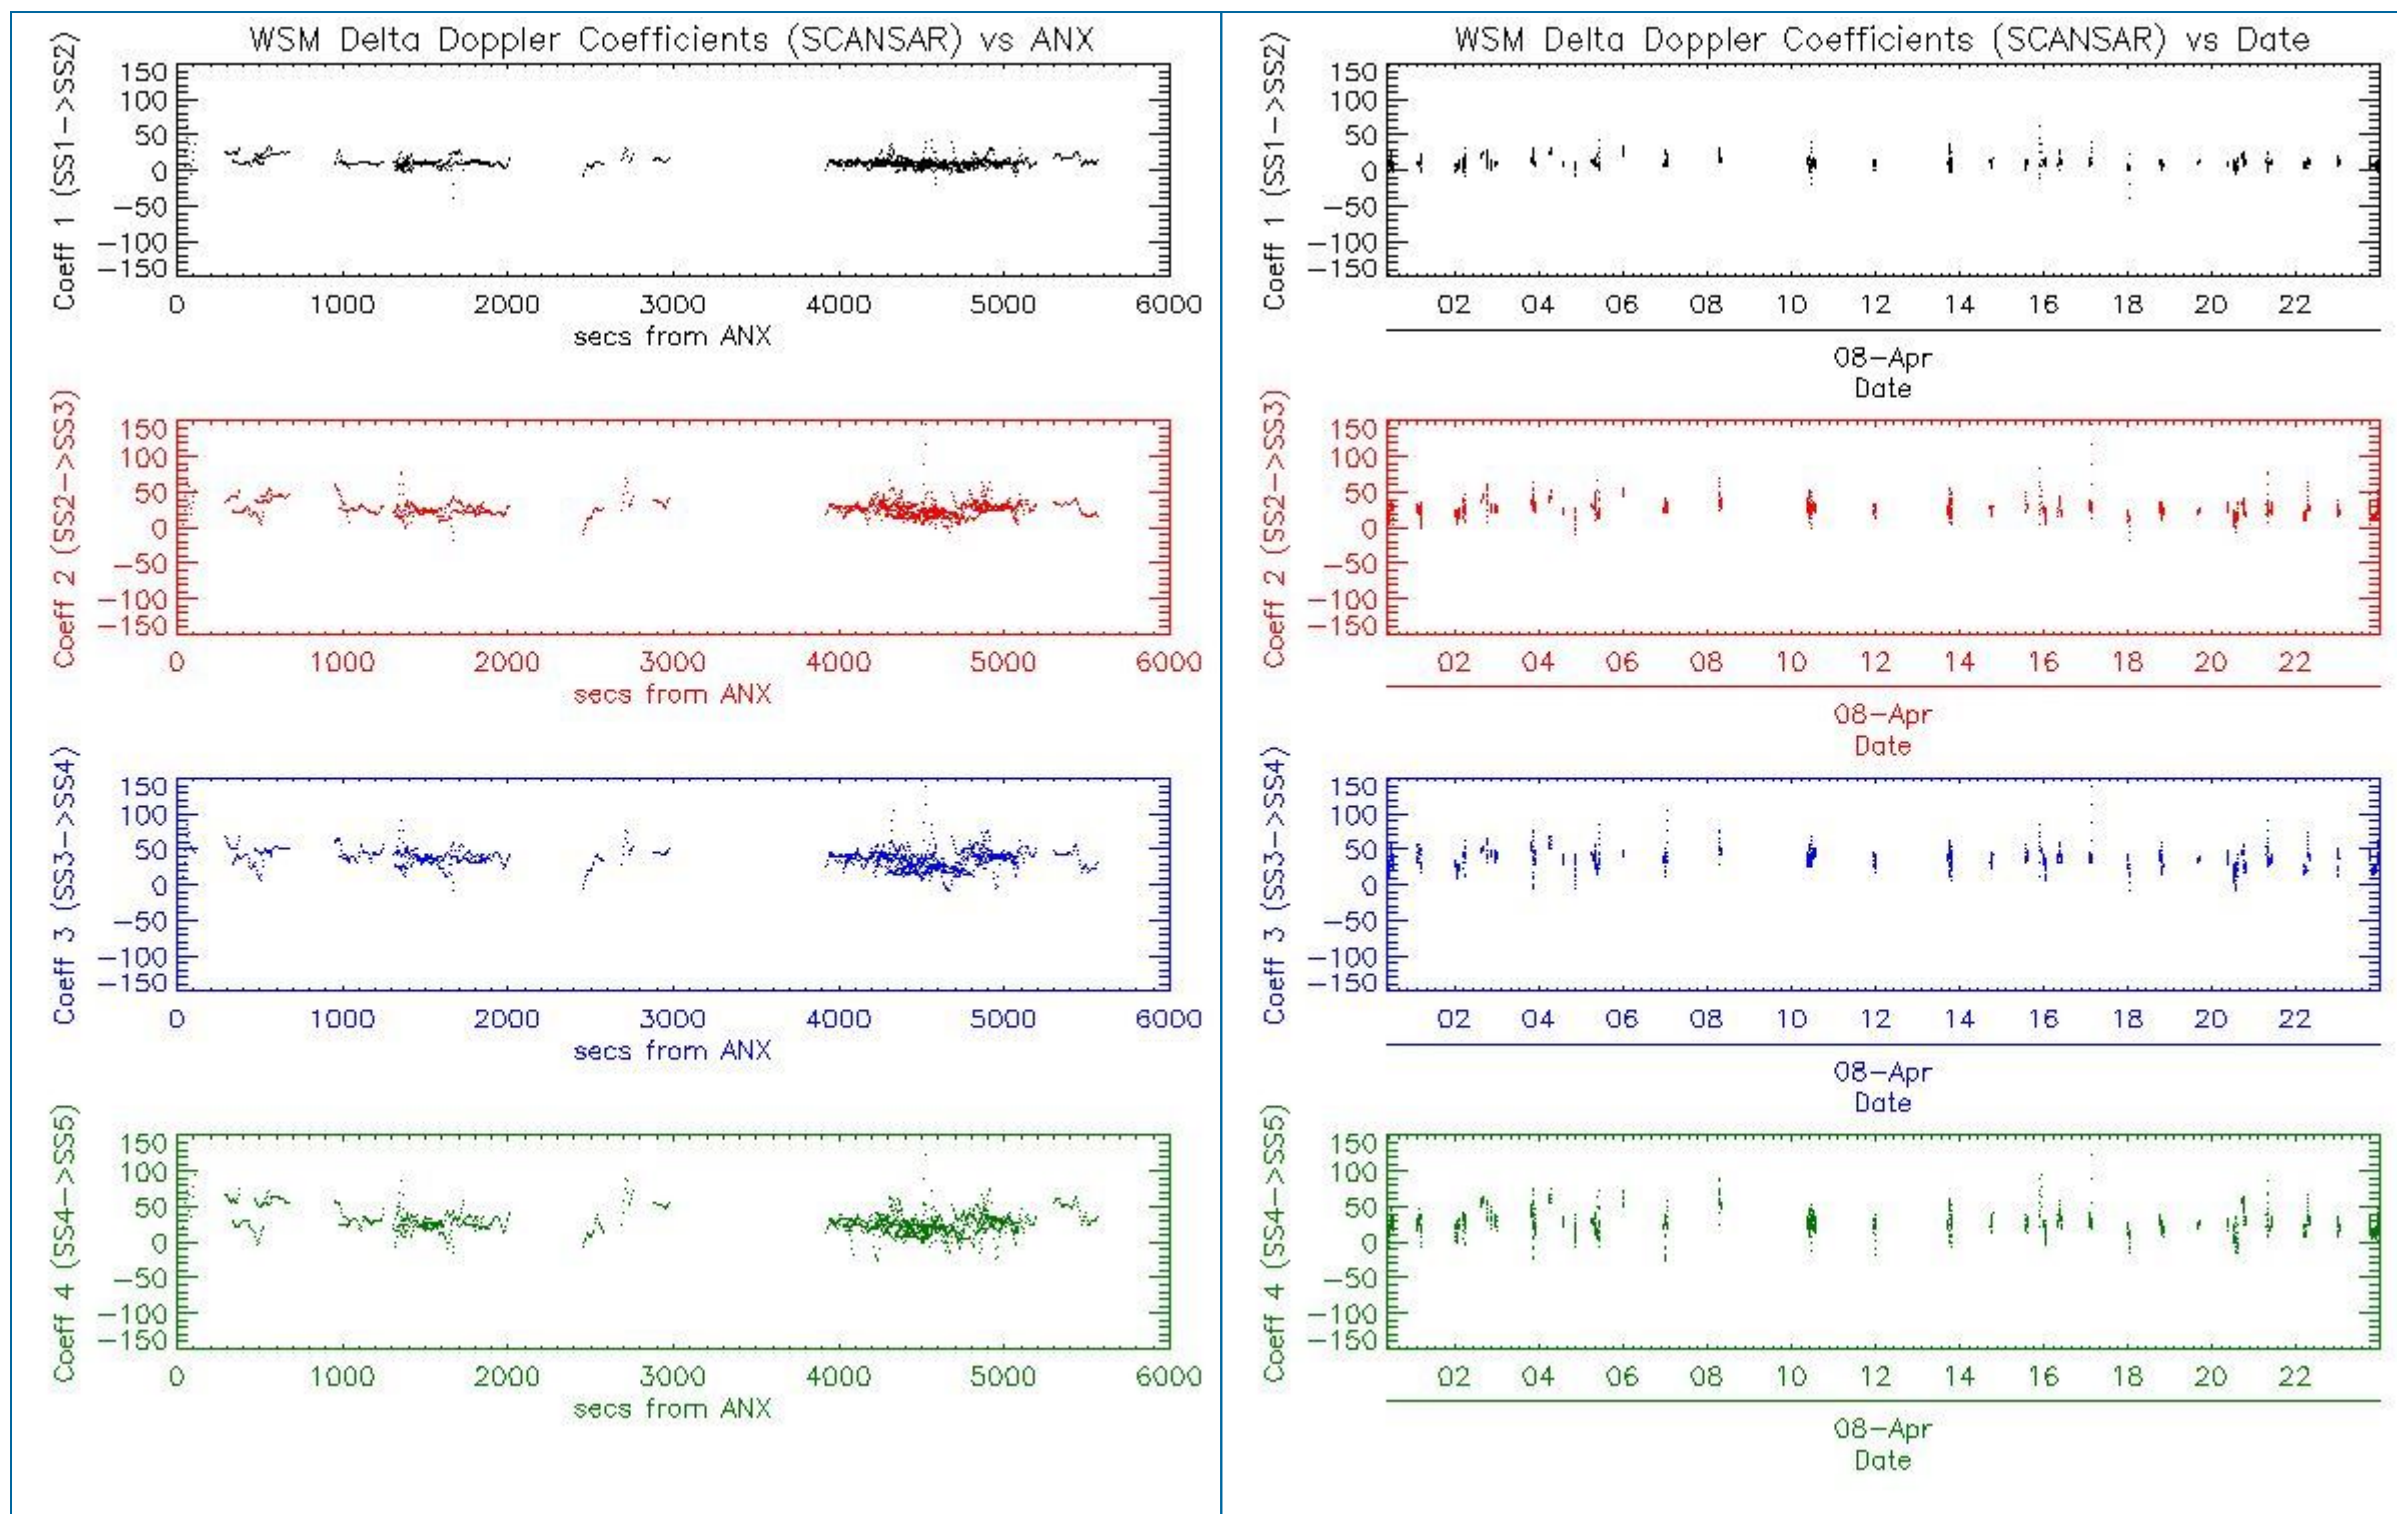 WSM Delta Doppler Coefficients (SCANSAR) vs ANX
Coeff 1 (SS1->SS2)
150
100
50
0
-50
-100
-150
0 1000 2000 3000 4000 5000 6000
secs from ANX
Coeff 2 (SS2->SS3)
150
100
50
0
-50
-100
-150
0 1000 2000 3000 4000 5000 6000
secs from ANX
Coeff 3 (SS3->SS4)
150
100
50
0
-50
-100
-150
0 1000 2000 3000 4000 5000 6000
secs from ANX
Coeff 4 (SS4->SS5)
150
100
50
0
-50
-100
-150
0 1000 2000 3000 4000 5000 6000
secs from ANX
WSM Delta Doppler Coefficients (SCANSAR) vs Date
Coeff 1 (SS1->SS2)
150
100
50
0
-50
-100
-150
02 04 06 08 10 12 14 16 18 20 22
08-Apr
Date
Coeff 2 (SS2->SS3)
150
100
50
0
-50
-100
-150
02 04 06 08 10 12 14 16 18 20 22
08-Apr
Date
Coeff 3 (SS3->SS4)
150
100
50
0
-50
-100
-150
02 04 06 08 10 12 14 16 18 20 22
08-Apr
Date
Coeff 4 (SS4->SS5)
150
100
50
0
-50
-100
-150
02 04 06 08 10 12 14 16 18 20 22
08-Apr
Date